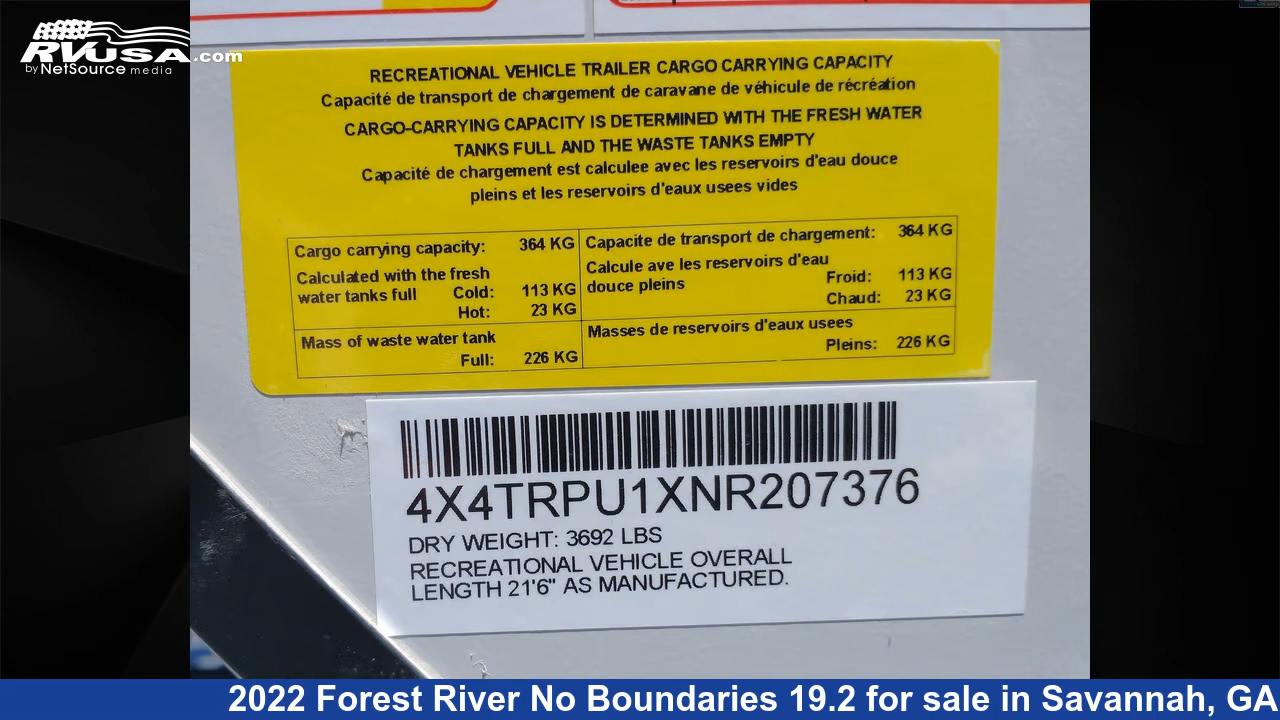 RVUSA.com
by NetSource media
RECREATIONAL VEHICLE TRAILER CARGO CARRYING CAPACITY
Capacité de transport de chargement de caravane de véhicule de récréation
CARGO-CARRYING CAPACITY IS DETERMINED WITH THE FRESH WATER
TANKS FULL AND THE WASTE TANKS EMPTY
Capacité de chargement est calculee avec les reservoirs d'eau douce
pleins et les reservoirs d'eaux usees vides
Cargo carrying capacity: 364 KG
Calculated with the fresh
water tanks full Cold: 113 KG
Hot: 23 KG
Mass of waste water tank
Full: 226 KG
Capacite de transport de chargement: 364 KG
Calcule ave les reservoirs d'eau
douce pleins Froid: 113 KG
Chaud: 23 KG
Masses de reservoirs d'eaux usees
Pleins: 226 KG
4X4TRPU1XNR207376
DRY WEIGHT: 3692 LBS
RECREATIONAL VEHICLE OVERALL
LENGTH 21'6" AS MANUFACTURED.
2022 Forest River No Boundaries 19.2 for sale in Savannah, GA